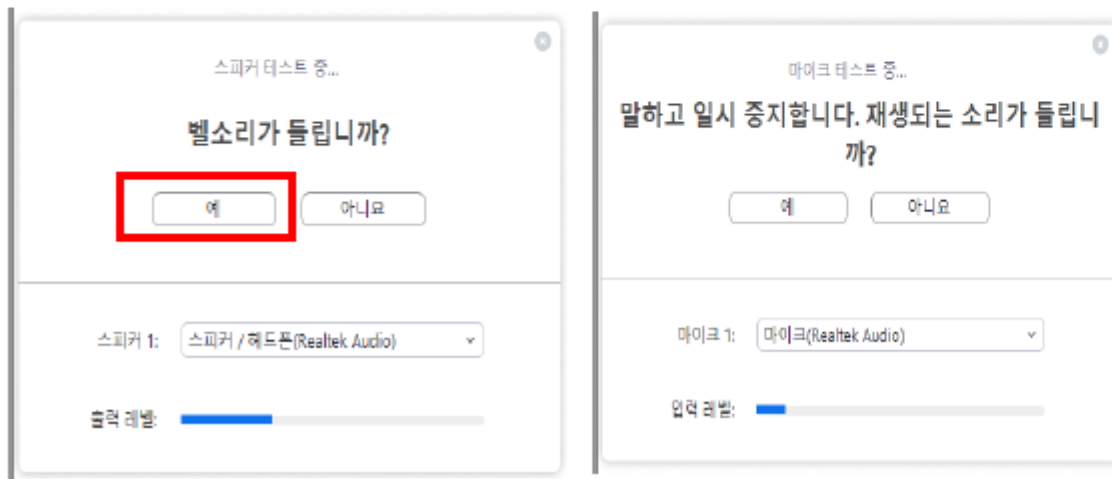 스피커 테스트 중...
벨소리가 들립니까?
예
아니요
스피커 1:
스피커 / 헤드폰(Realtek Audio)
출력 레벨:
마이크 테스트 중...
말하고 일시 중지합니다. 재생되는 소리가 들립니
까?
예
아니요
마이크 1:
마이크(Realtek Audio)
입력 레벨: